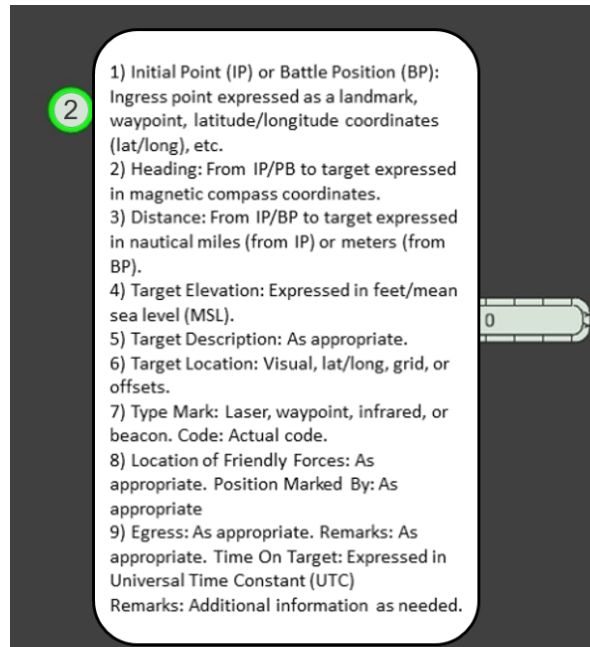 2
1) Initial Point (IP) or Battle Position (BP):
Ingress point expressed as a landmark,
waypoint, latitude/longitude coordinates
(lat/long), etc.
2) Heading: From IP/PB to target expressed
in magnetic compass coordinates.
3) Distance: From IP/BP to target expressed
in nautical miles (from IP) or meters (from
BP).
4) Target Elevation: Expressed in feet/mean
sea level (MSL).
5) Target Description: As appropriate.
6) Target Location: Visual, lat/long, grid, or
offsets.
7) Type Mark: Laser, waypoint, infrared, or
beacon. Code: Actual code.
8) Location of Friendly Forces: As
appropriate. Position Marked By: As
appropriate
9) Egress: As appropriate. Remarks: As
appropriate. Time On Target: Expressed in
Universal Time Constant (UTC)
Remarks: Additional information as needed.
0